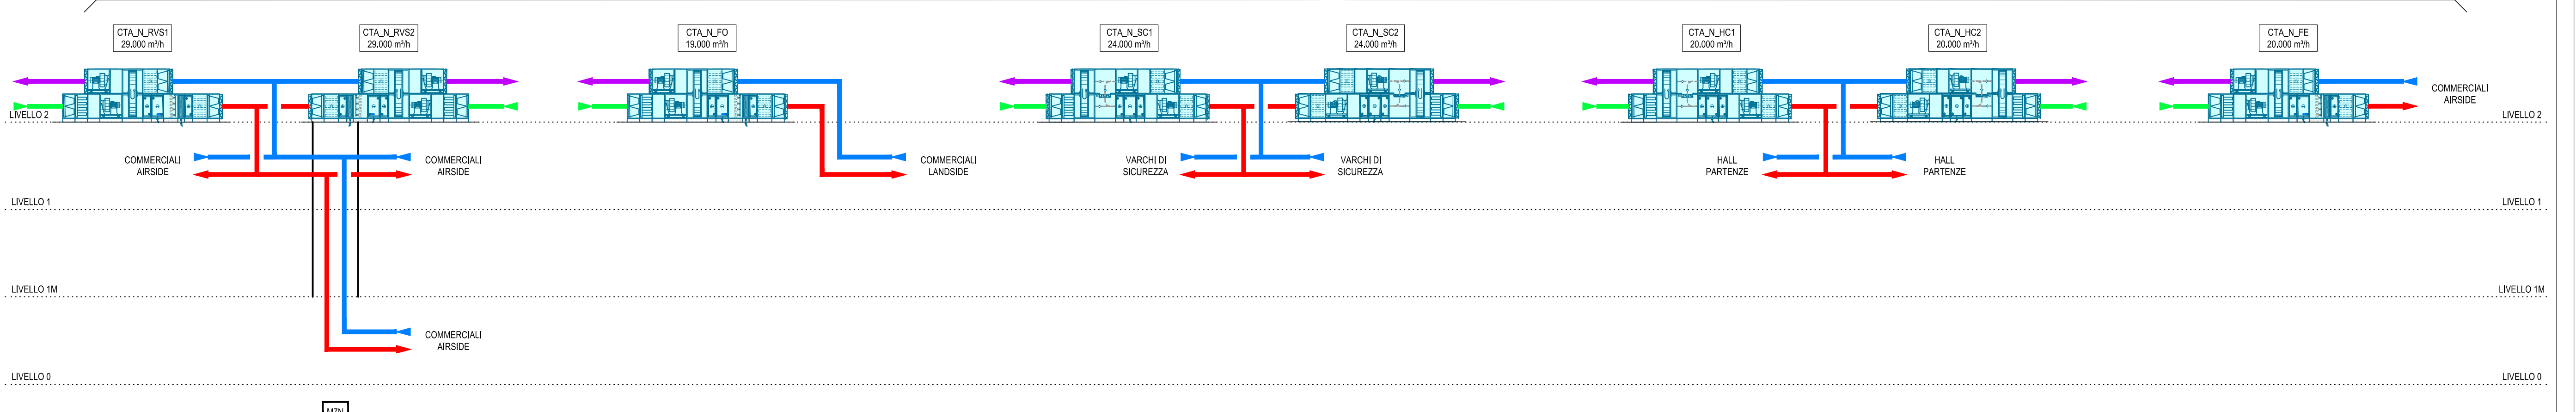 CTA_N_RVS1
29.000 m³/h
CTA_N_RVS2
29.000 m³/h
CTA_N_FO
19.000 m³/h
CTA_N_SC1
24.000 m³/h
CTA_N_SC2
24.000 m³/h
CTA_N_HC1
20.000 m³/h
CTA_N_HC2
20.000 m³/h
CTA_N_FE
20.000 m³/h
COMMERCIALI
AIRSIDE
LIVELLO 2
LIVELLO 2
COMMERCIALI
AIRSIDE
COMMERCIALI
AIRSIDE
COMMERCIALI
LANDSIDE
VARCHI DI
SICUREZZA
VARCHI DI
SICUREZZA
HALL
PARTENZE
HALL
PARTENZE
LIVELLO 1
LIVELLO 1
LIVELLO 1M
LIVELLO 1M
COMMERCIALI
AIRSIDE
LIVELLO 0
LIVELLO 0
MZN